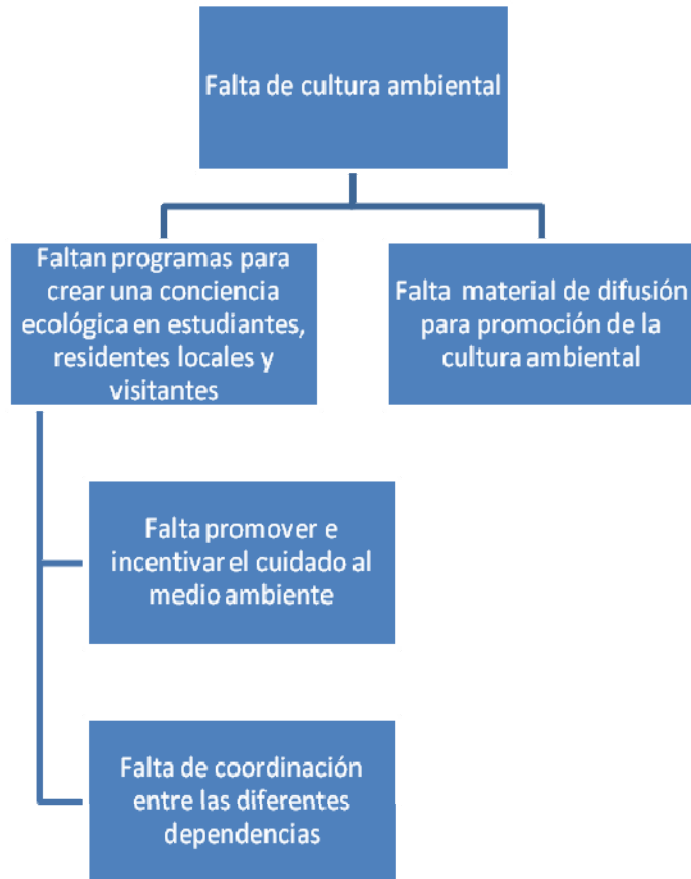 Falta de cultura ambiental
Faltan programas para
crear una conciencia
ecológica en estudiantes,
residentes locales y
visitantes
Falta material de difusión
para promoción de la
cultura ambiental
Falta promover e
incentivar el cuidado al
medio ambiente
Falta de coordinación
entre las diferentes
dependencias